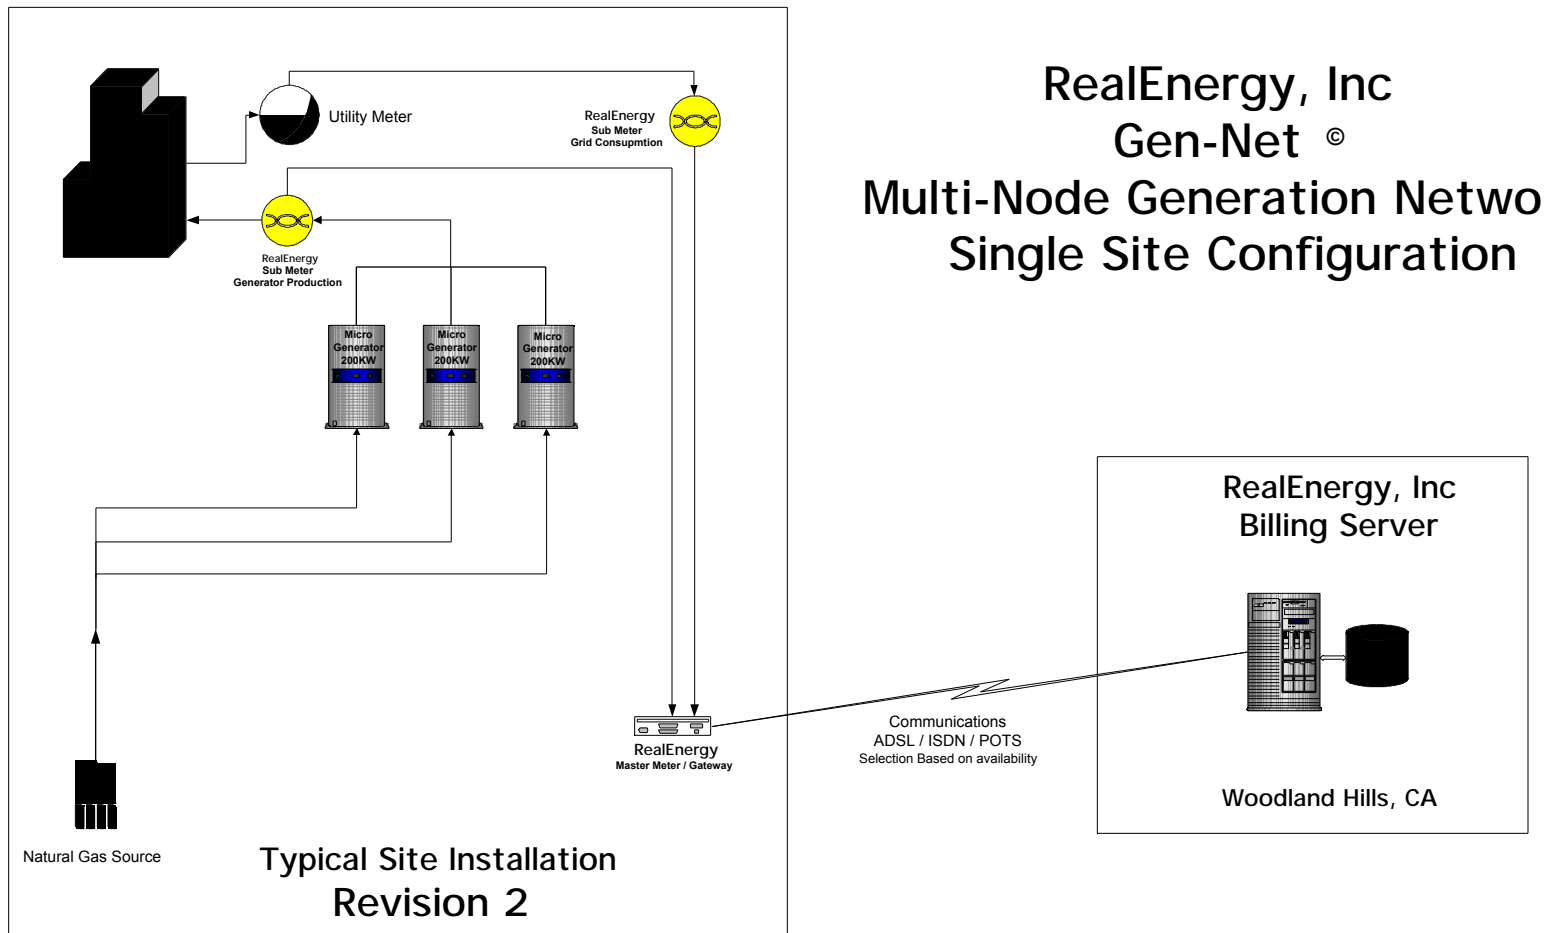 RealEnergy, Inc
Gen-Net ©
Multi-Node Generation Netwo
Single Site Configuration
Utility Meter
RealEnergy
Sub Meter
Grid Consupmtion
RealEnergy
Sub Meter
Generator Production
Micro
Generator
200KW
Micro
Generator
200KW
Micro
Generator
200KW
RealEnergy, Inc
Billing Server
Woodland Hills, CA
Communications
ADSL / ISDN / POTS
Selection Based on availability
RealEnergy
Master Meter / Gateway
Natural Gas Source
Typical Site Installation
Revision 2